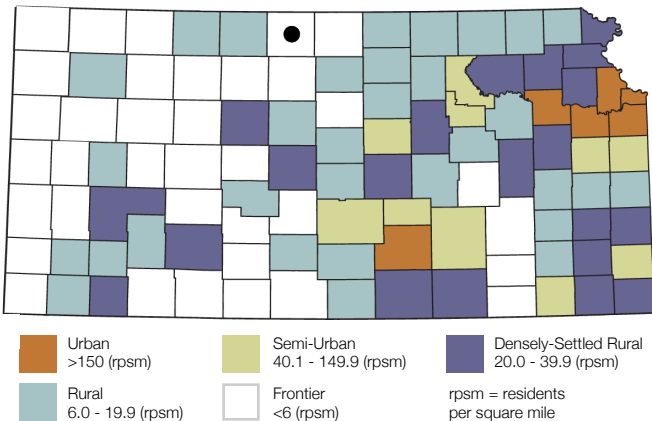 Urban
>150 (rpsm)
Semi-Urban
40.1 - 149.9 (rpsm)
Densely-Settled Rural
20.0 - 39.9 (rpsm)
Rural
6.0 - 19.9 (rpsm)
Frontier
<6 (rpsm)
rpsm = residents
per square mile